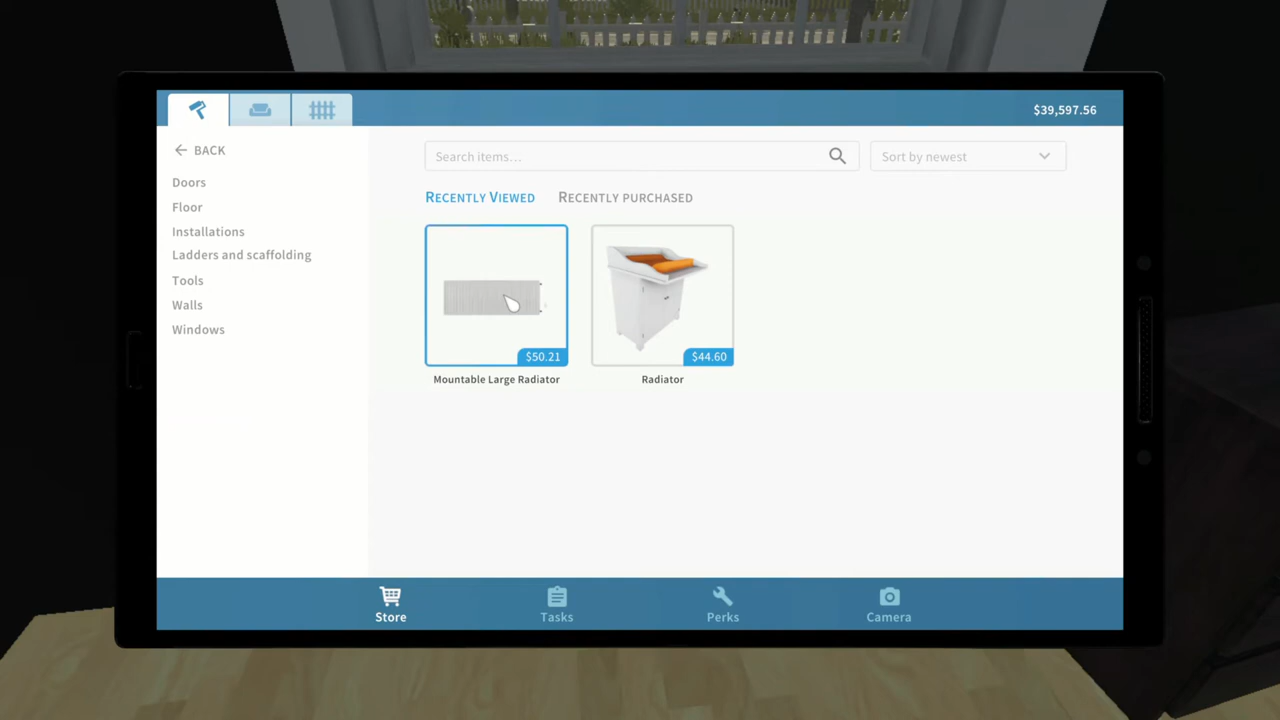 $39,597.56
BACK
Doors
Floor
Installations
Ladders and scaffolding
Tools
Walls
Windows
Search items...
Sort by newest
RECENTLY VIEWED
RECENTLY PURCHASED
$50.21
Mountable Large Radiator
$44.60
Radiator
Store
Tasks
Perks
Camera